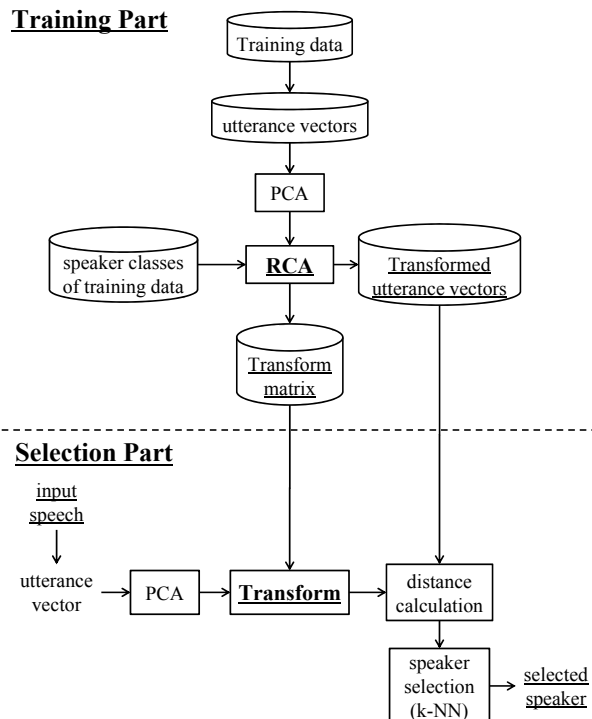 Training Part
Training data
utterance vectors
PCA
speaker classes
of training data
RCA
Transformed
utterance vectors
Transform
matrix
Selection Part
input
speech
utterance
vector
PCA
Transform
distance
calculation
speaker
selection
(k-NN)
selected
speaker